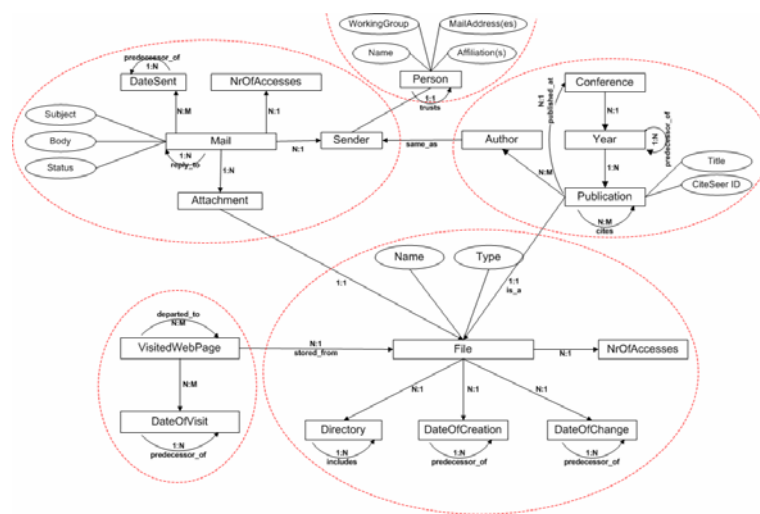 WorkingGroup
MailAddress(es)
Name
Affiliation(s)
Person
1:1
trusts
predecessor_of
1:N
DateSent
NrOfAccesses
N:M
N:1
Subject
Body
Status
Mail
1:N
reply_to
N:1
Sender
1:N
Attachment
same_as
Author
Conference
N:1
published_at
N:1
Year
1:N
predecessor_of
1:N
N:M
Publication
Title
CiteSeer ID
N:M
cites
1:1
1:1
is_a
Name
Type
departed_to
N:M
VisitedWebPage
N:1
stored_from
File
N:1
NrOfAccesses
N:M
DateOfVisit
1:N
predecessor_of
N:1
N:1
N:1
Directory
1:N
includes
DateOfCreation
1:N
predecessor_of
DateOfChange
1:N
predecessor_of